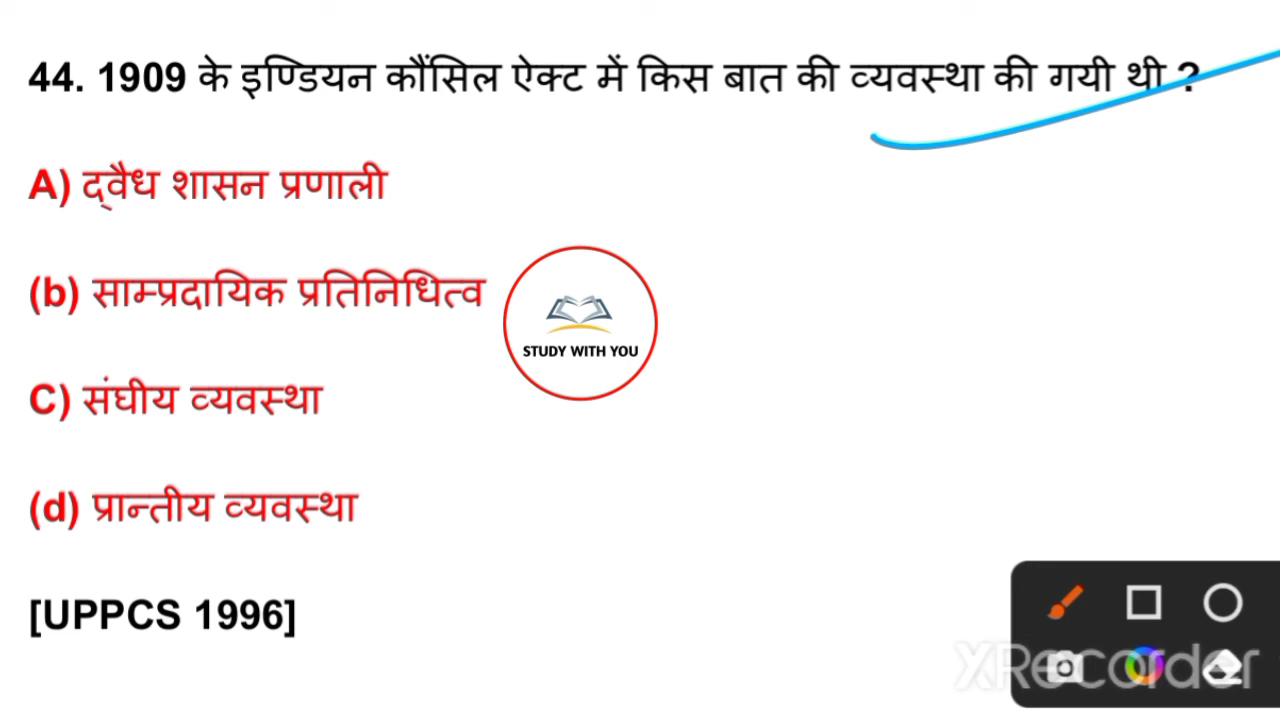 44. 1909 के इण्डियन कौंसिल ऐक्ट में किस बात की व्यवस्था की गयी थी ?
A) द्वैध शासन प्रणाली
(b) साम्प्रदायिक प्रतिनिधित्व
STUDY WITH YOU
C) संघीय व्यवस्था
(d) प्रान्तीय व्यवस्था
[UPPCS 1996]
XRecorder